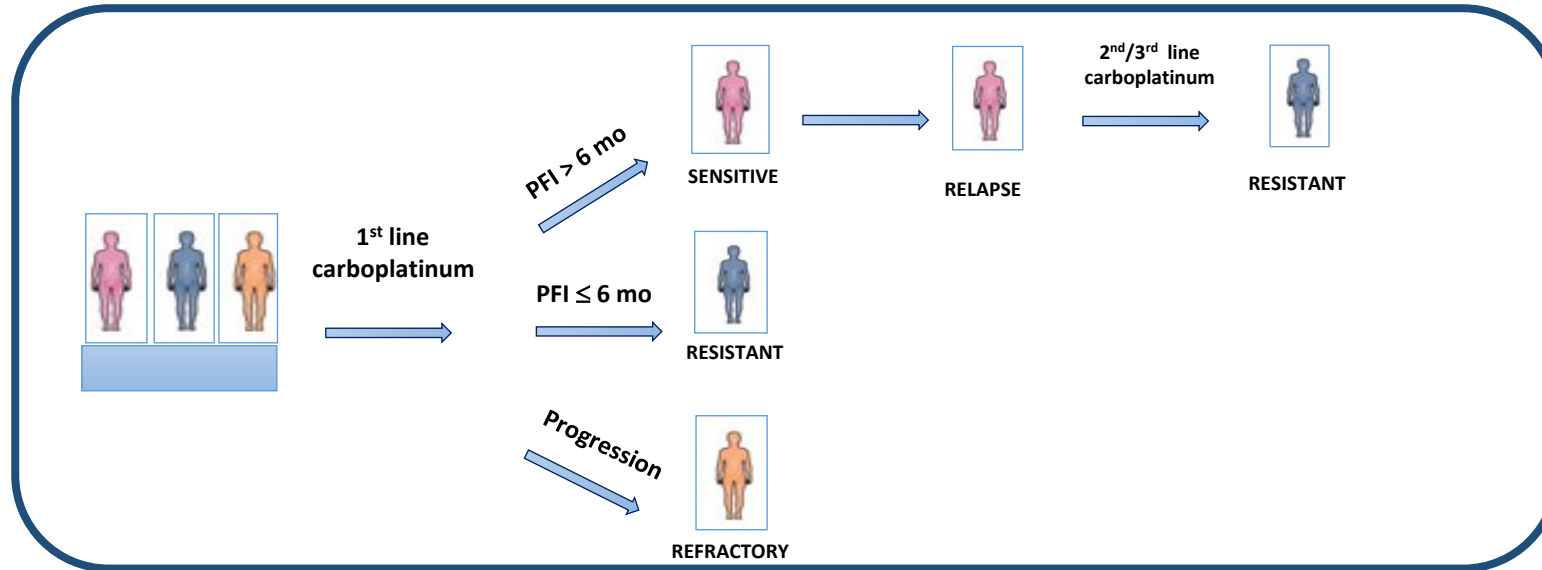 1st line
carboplatinum
PFI > 6 mo
SENSITIVE
RELAPSE
2nd/3rd line
carboplatinum
RESISTANT
PFI ≤ 6 mo
RESISTANT
Progression
REFRACTORY